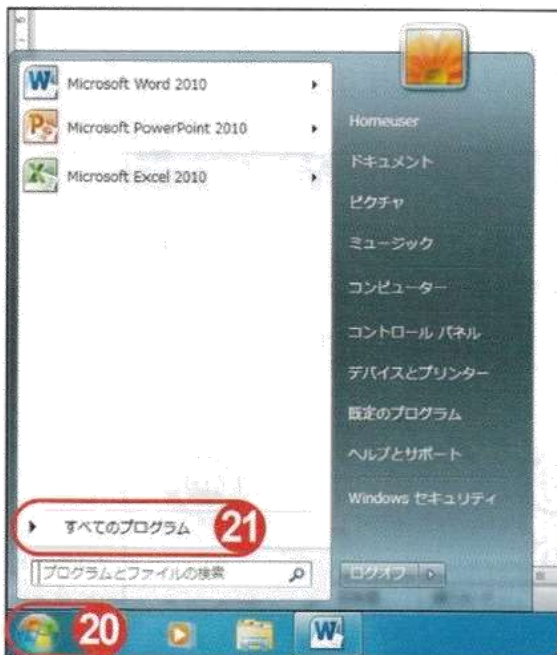 Microsoft Word 2010
Microsoft PowerPoint 2010
Microsoft Excel 2010
Homeuser
ドキュメント
ピクチャ
ミュージック
コンピューター
コントロール パネル
デバイスとプリンター
既定のプログラム
ヘルプとサポート
Windows セキュリティ
すべてのプログラム
21
プログラムとファイルの検索
ログオフ
20